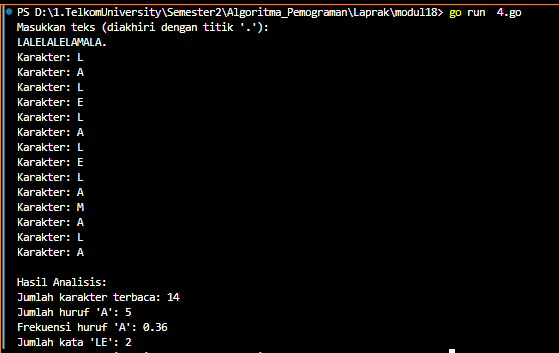 PS D:\1.TelkomUniversity\Semester2\Algoritma_Pemograman\Laprak\modul18> go run  4.go
Masukkan teks (diakhiri dengan titik '.'):
LALELALELAMALA.
Karakter: L
Karakter: A
Karakter: L
Karakter: E
Karakter: L
Karakter: A
Karakter: L
Karakter: E
Karakter: L
Karakter: A
Karakter: M
Karakter: A
Karakter: L
Karakter: A

Hasil Analisis:
Jumlah karakter terbaca: 14
Jumlah huruf 'A': 5
Frekuensi huruf 'A': 0.36
Jumlah kata 'LE': 2